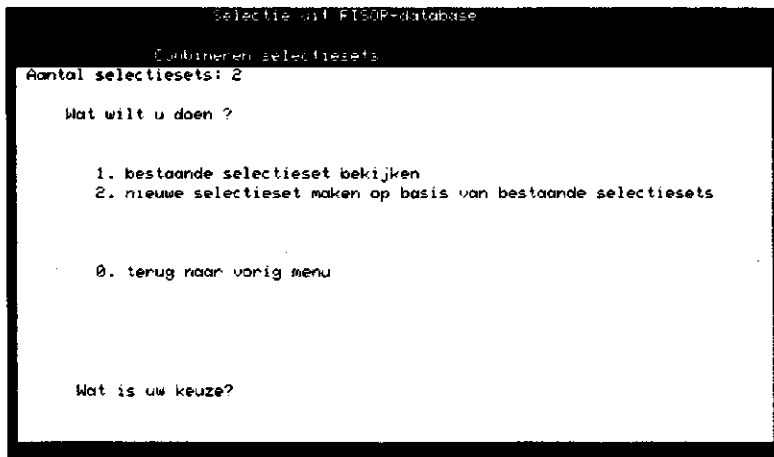 Selectie uit FISOP-database
Combineren selectiesets
Aantal selectiesets: 2
Wat wilt u doen ?
1. bestaande selectieset bekijken
2. nieuwe selectieset maken op basis van bestaande selectiesets
0. terug naar vorig menu
Wat is uw keuze?